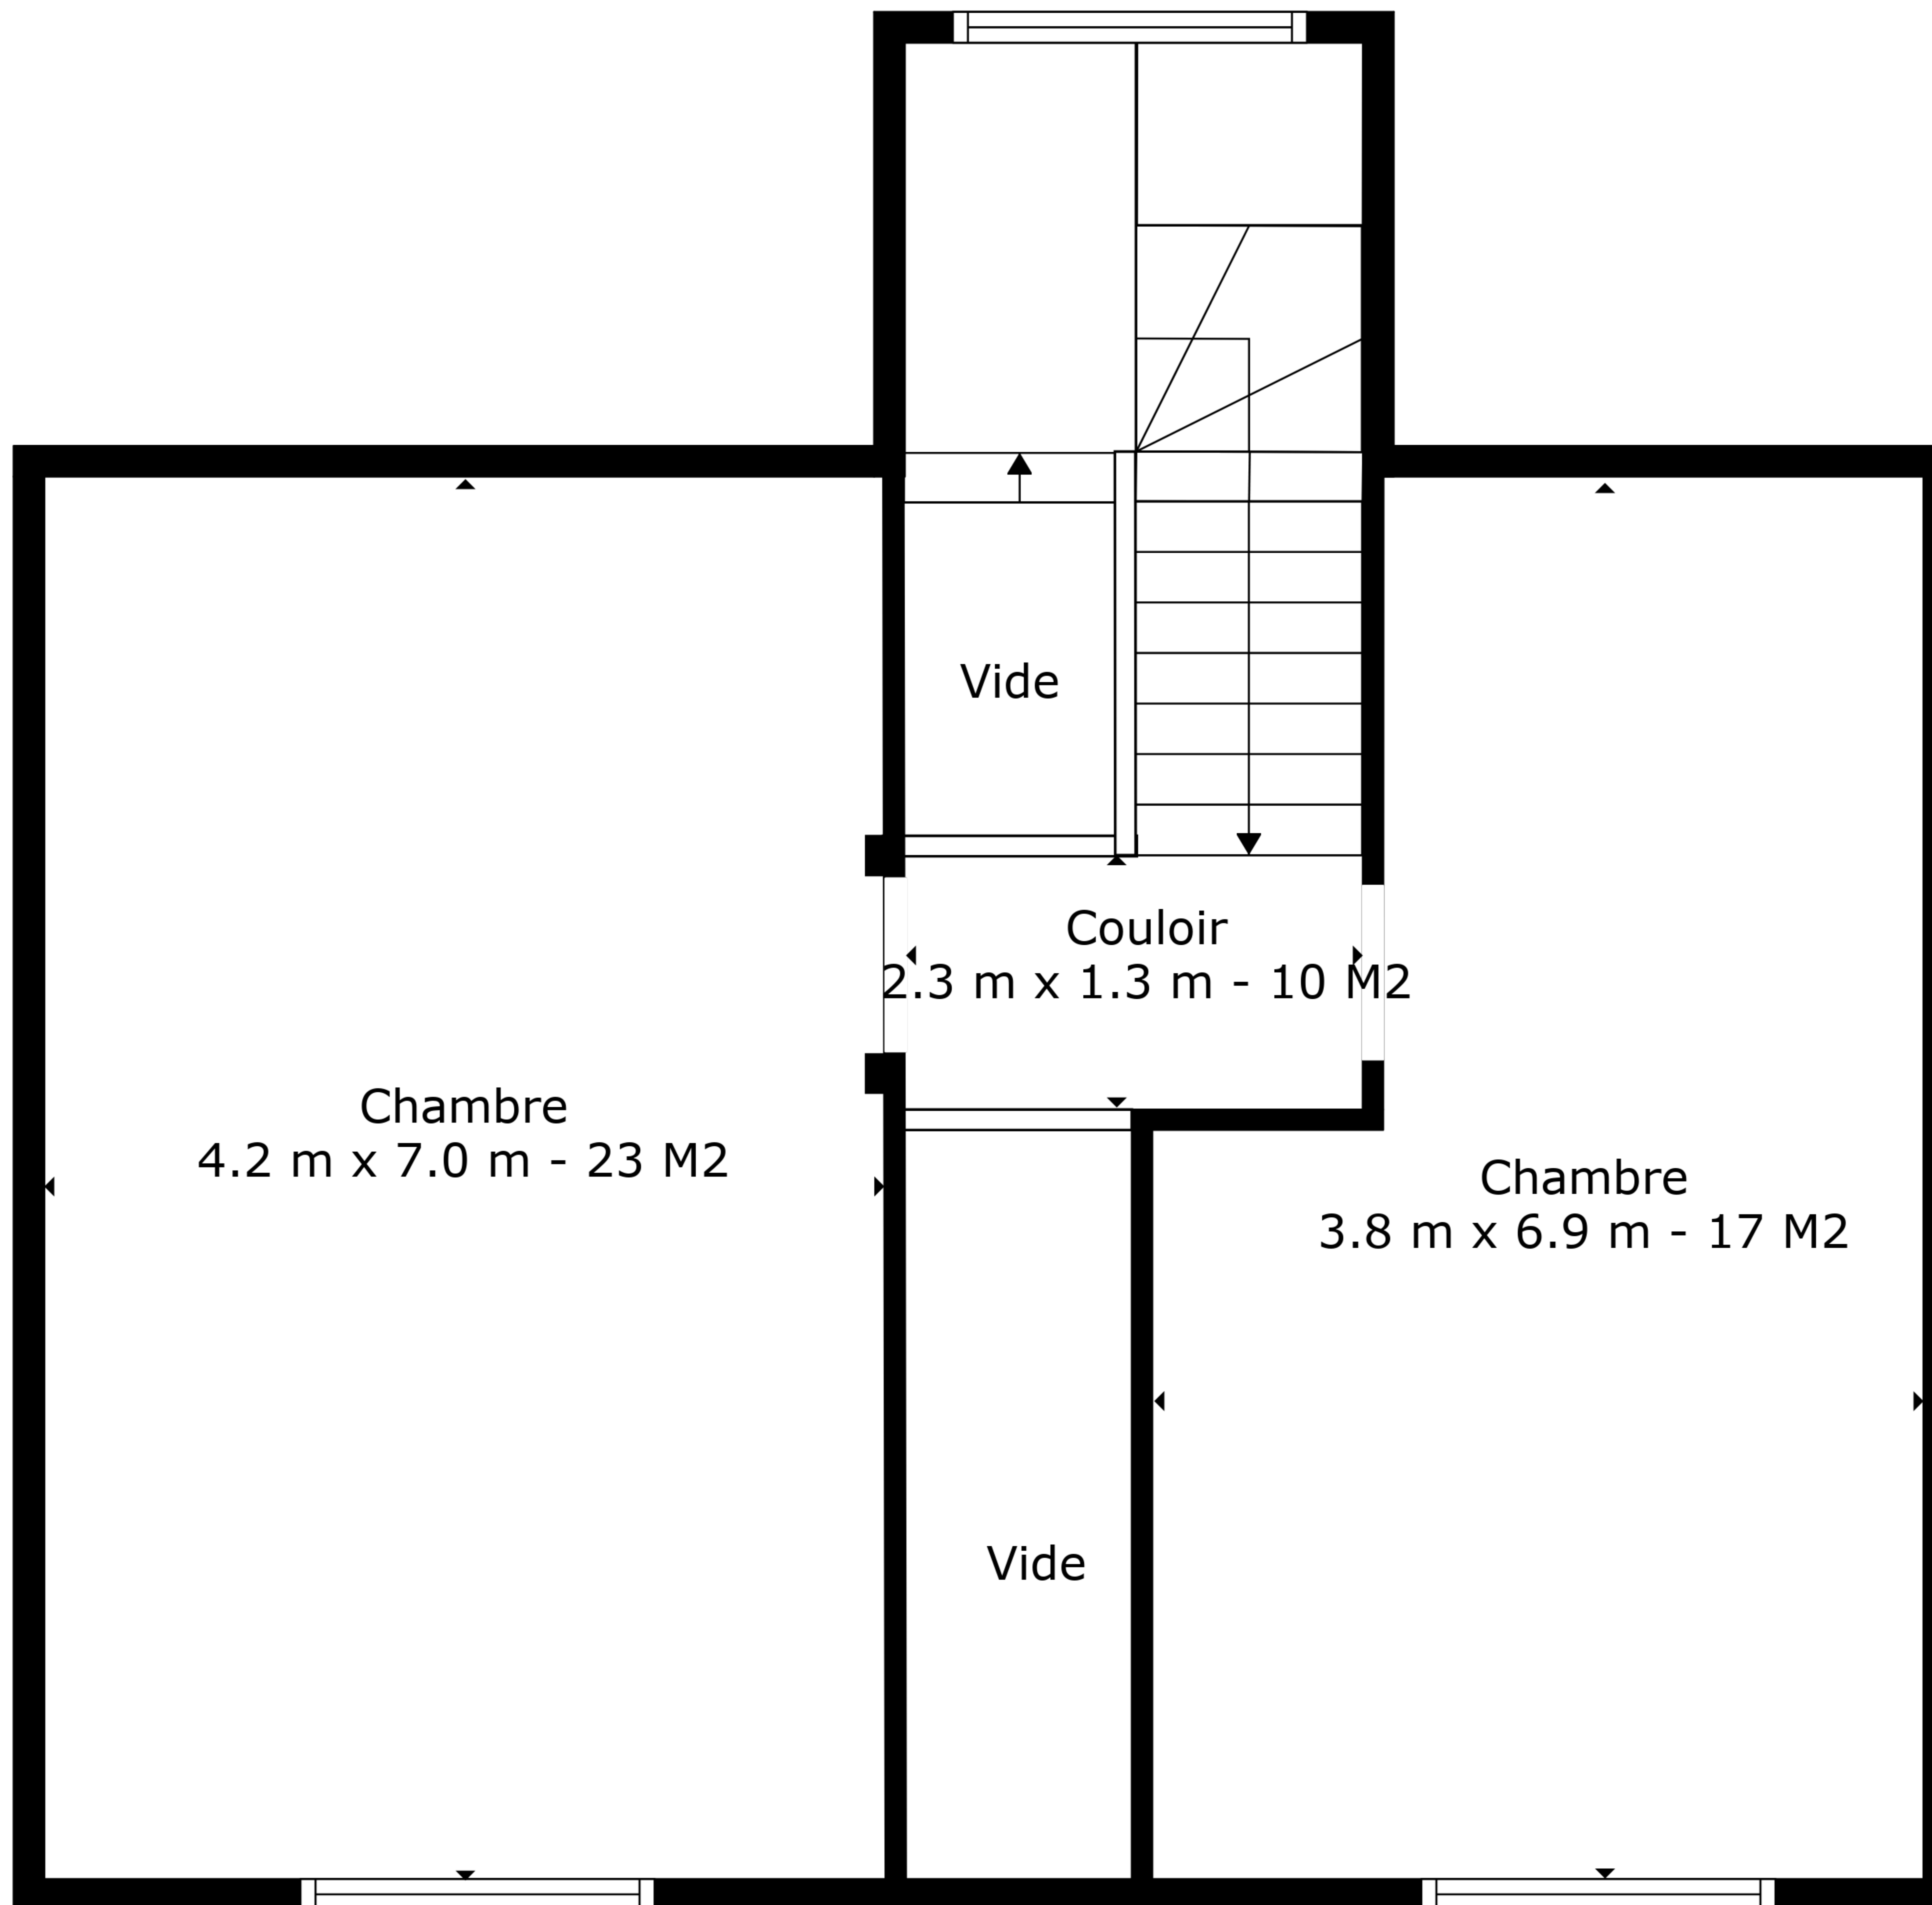 Vide
Couloir
2.3 m x 1.3 m - 10 M2
Chambre
4.2 m x 7.0 m - 23 M2
Chambre
3.8 m x 6.9 m - 17 M2
Vide